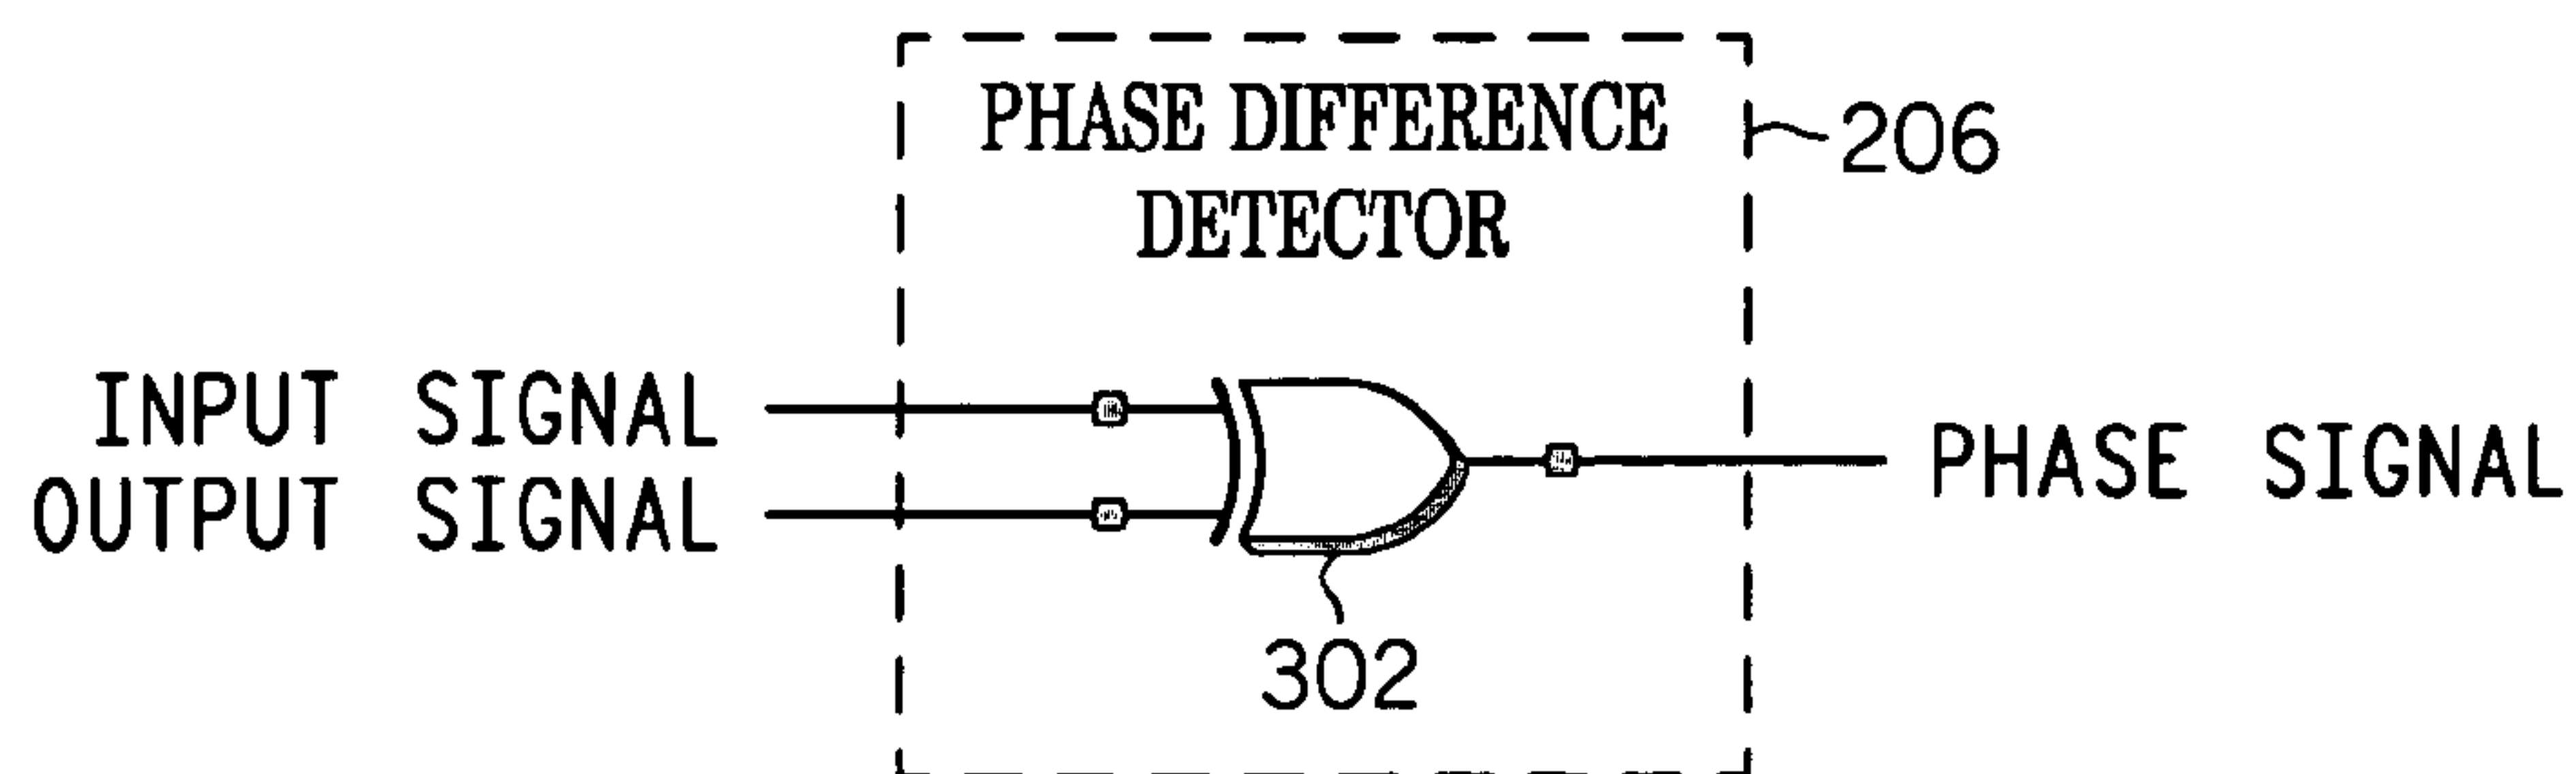 PHASE DIFFERENCE
DETECTOR
206
INPUT SIGNAL
OUTPUT SIGNAL
PHASE SIGNAL
302